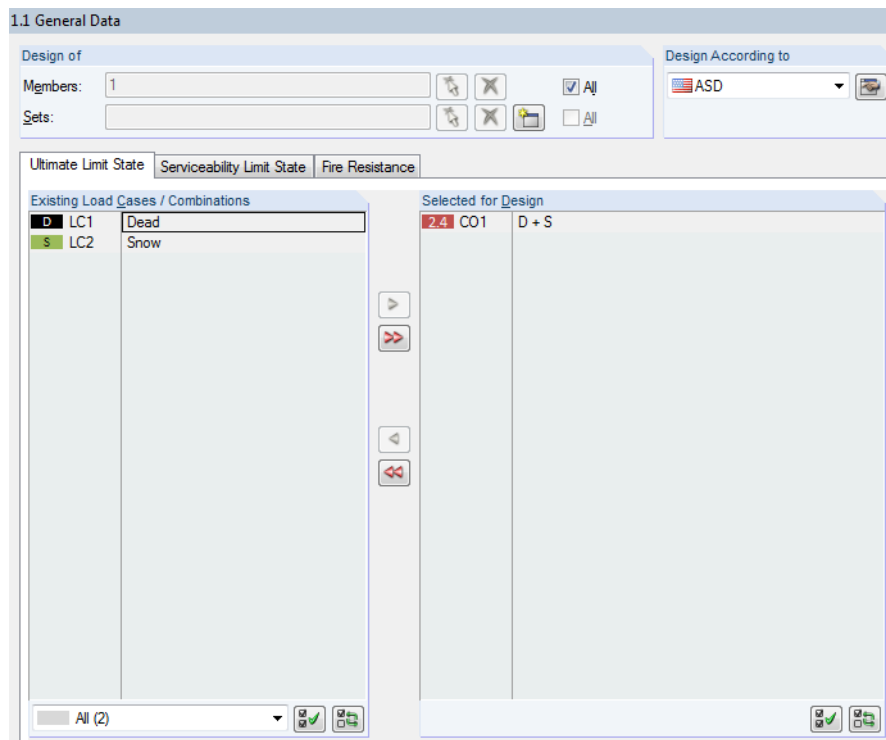 1.1 General Data
Design of
Design According to
Members: 1 All
ASD
Sets: All
Ultimate Limit State Serviceability Limit State Fire Resistance
Existing Load Cases / Combinations
Selected for Design
D LC1 Dead
2.4 CO1 D + S
S LC2 Snow
All (2)